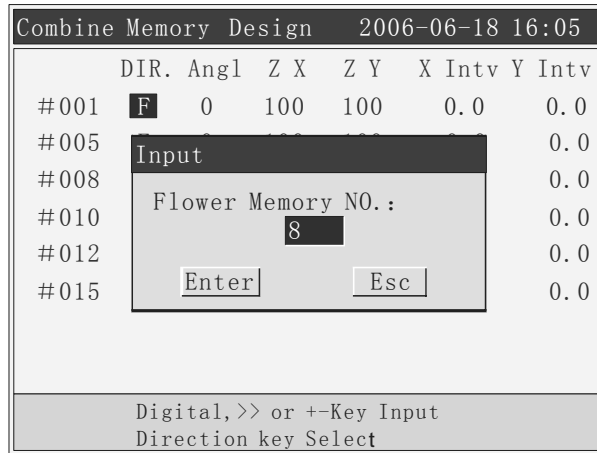 Combine Memory Design 2006-06-18 16:05
DIR. Angl Z X Z Y X Intv Y Intv
#001 F 0 100 100 0.0 0.0
#005 0.0
#008 0.0
#010 0.0
#012 0.0
#015 0.0
Input
Flower Memory NO.:
8
Enter Esc
Digital,>> or +-Key Input
Direction key Select